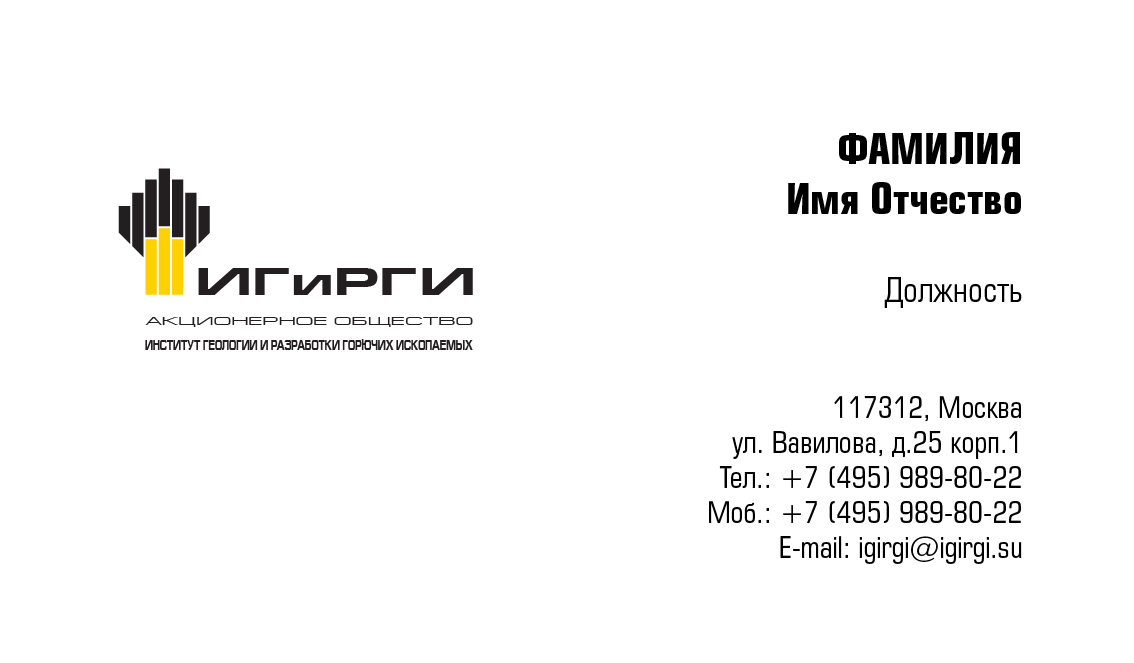 ИГиРГИ
АКЦИОНЕРНОЕ ОБЩЕСТВО
ИНСТИТУТ ГЕОЛОГИИ И РАЗРАБОТКИ ГОРЮЧИХ ИСКОПАЕМЫХ
ФАМИЛИЯ
Имя Отчество
Должность
117312, Москва
ул. Вавилова, д.25 корп.1
Тел.: +7 (495) 989-80-22
Моб.: +7 (495) 989-80-22
E-mail: igirgi@igirgi.su